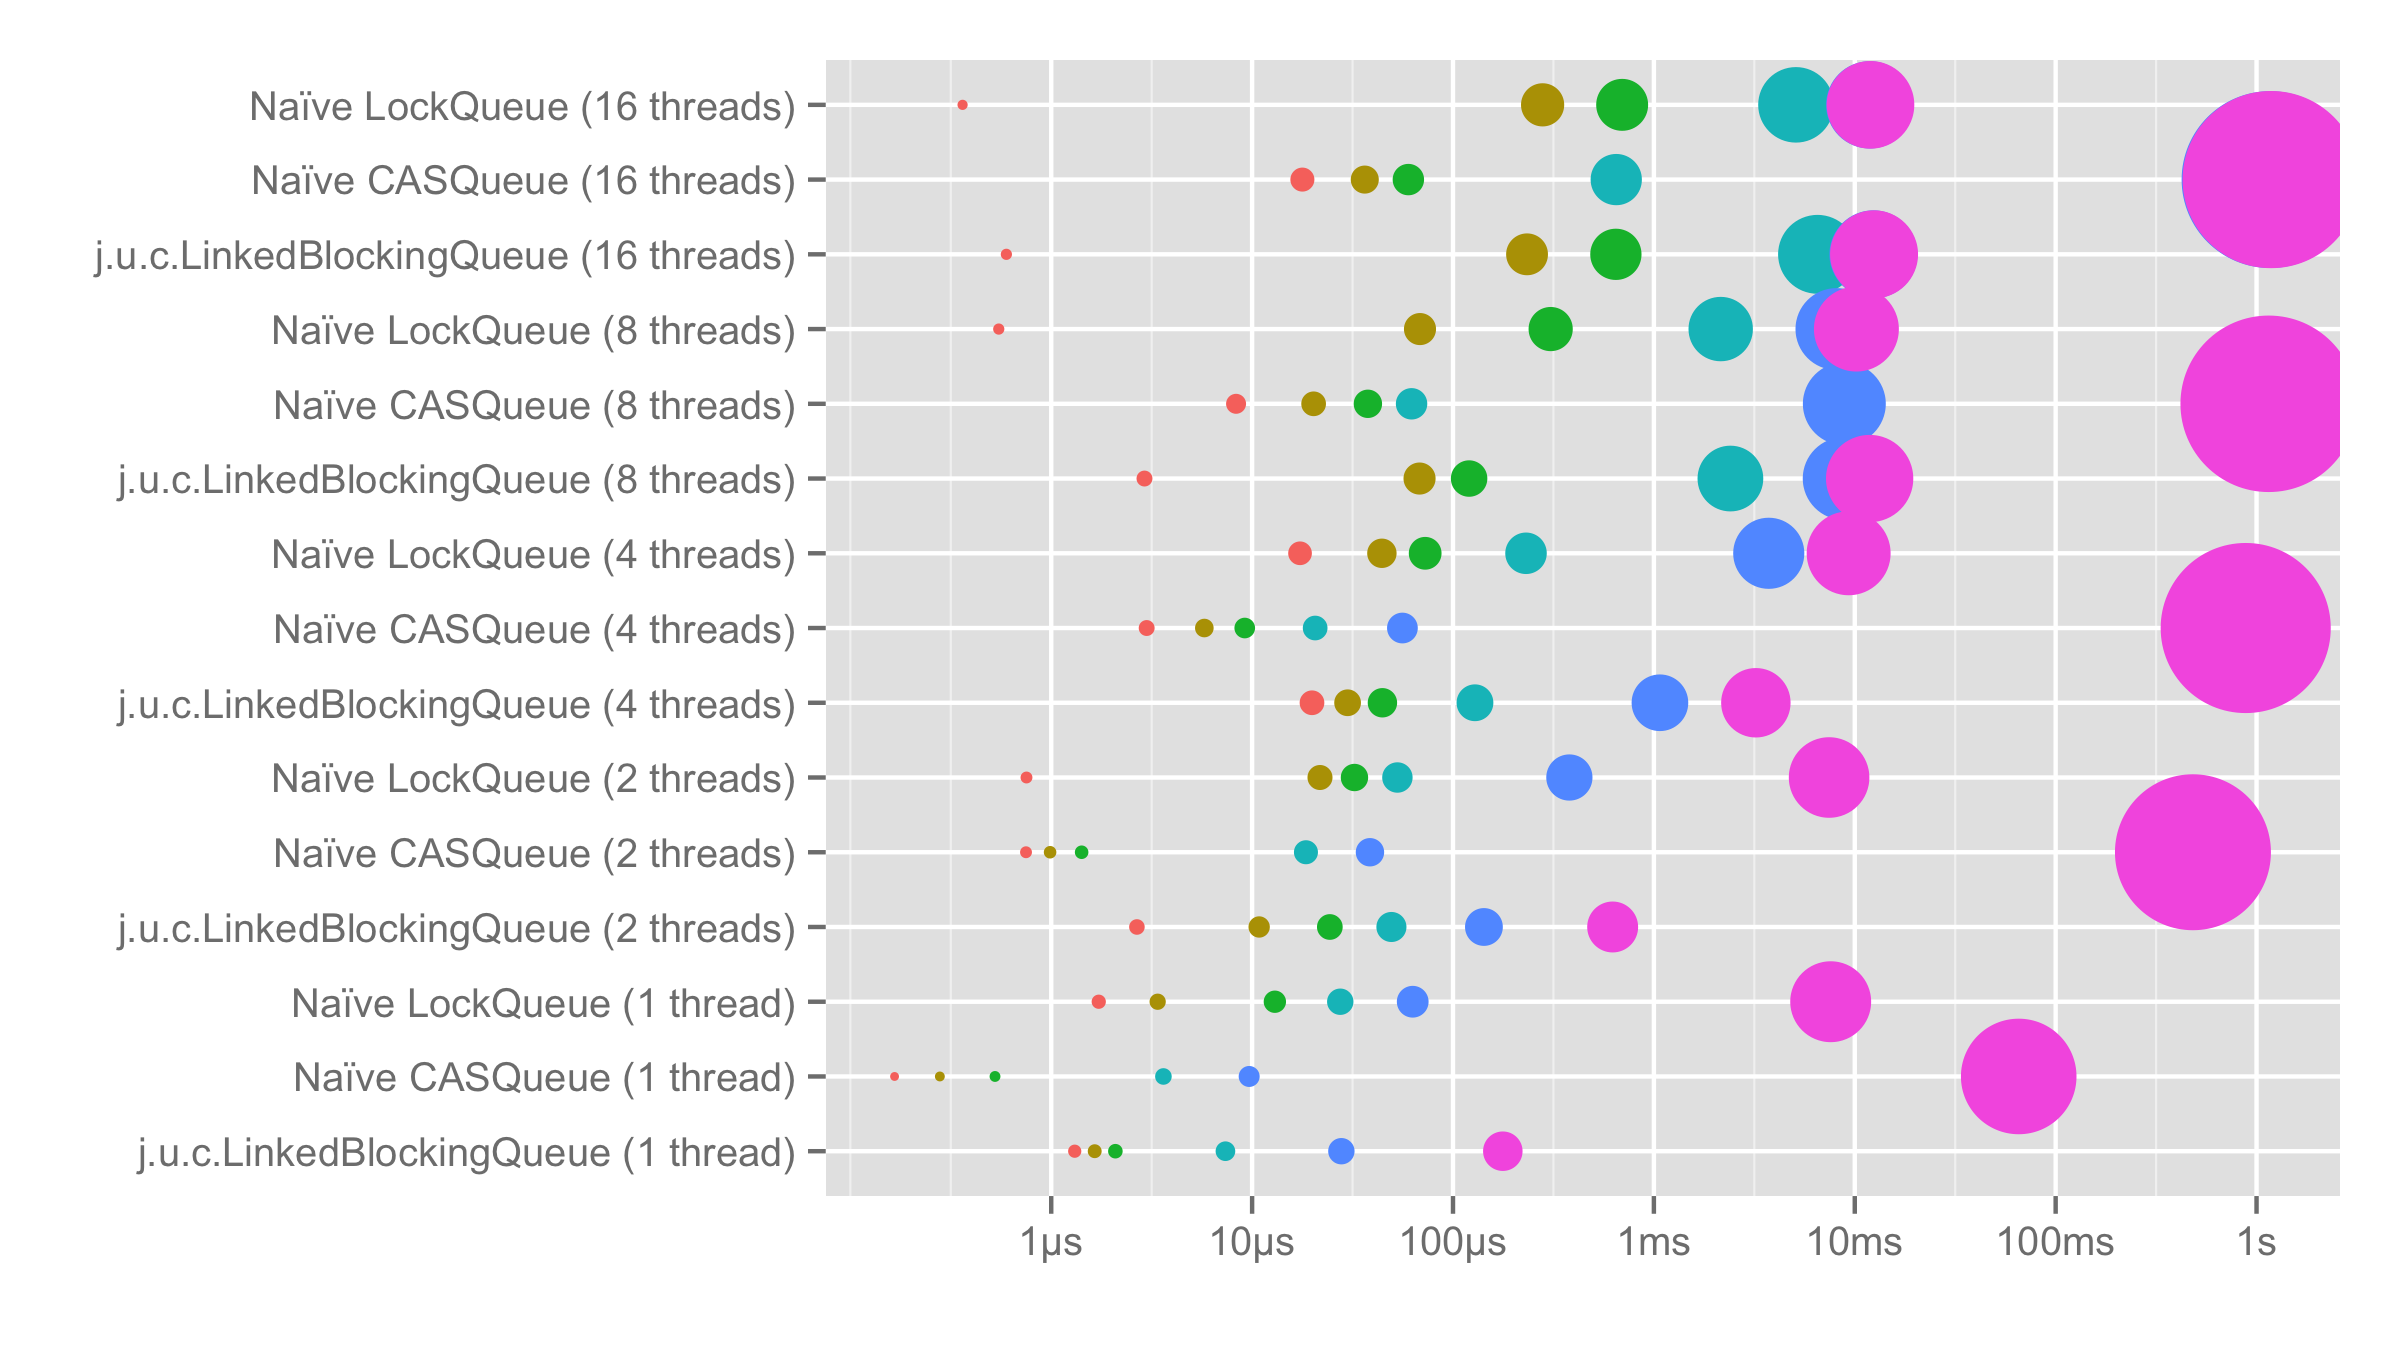 Naïve LockQueue (16 threads)
Naïve CASQueue (16 threads)
j.u.c.LinkedBlockingQueue (16 threads)
Naïve LockQueue (8 threads)
Naïve CASQueue (8 threads)
j.u.c.LinkedBlockingQueue (8 threads)
Naïve LockQueue (4 threads)
Naïve CASQueue (4 threads)
j.u.c.LinkedBlockingQueue (4 threads)
Naïve LockQueue (2 threads)
Naïve CASQueue (2 threads)
j.u.c.LinkedBlockingQueue (2 threads)
Naïve LockQueue (1 thread)
Naïve CASQueue (1 thread)
j.u.c.LinkedBlockingQueue (1 thread)
1µs 10µs 100µs 1ms 10ms 100ms 1s